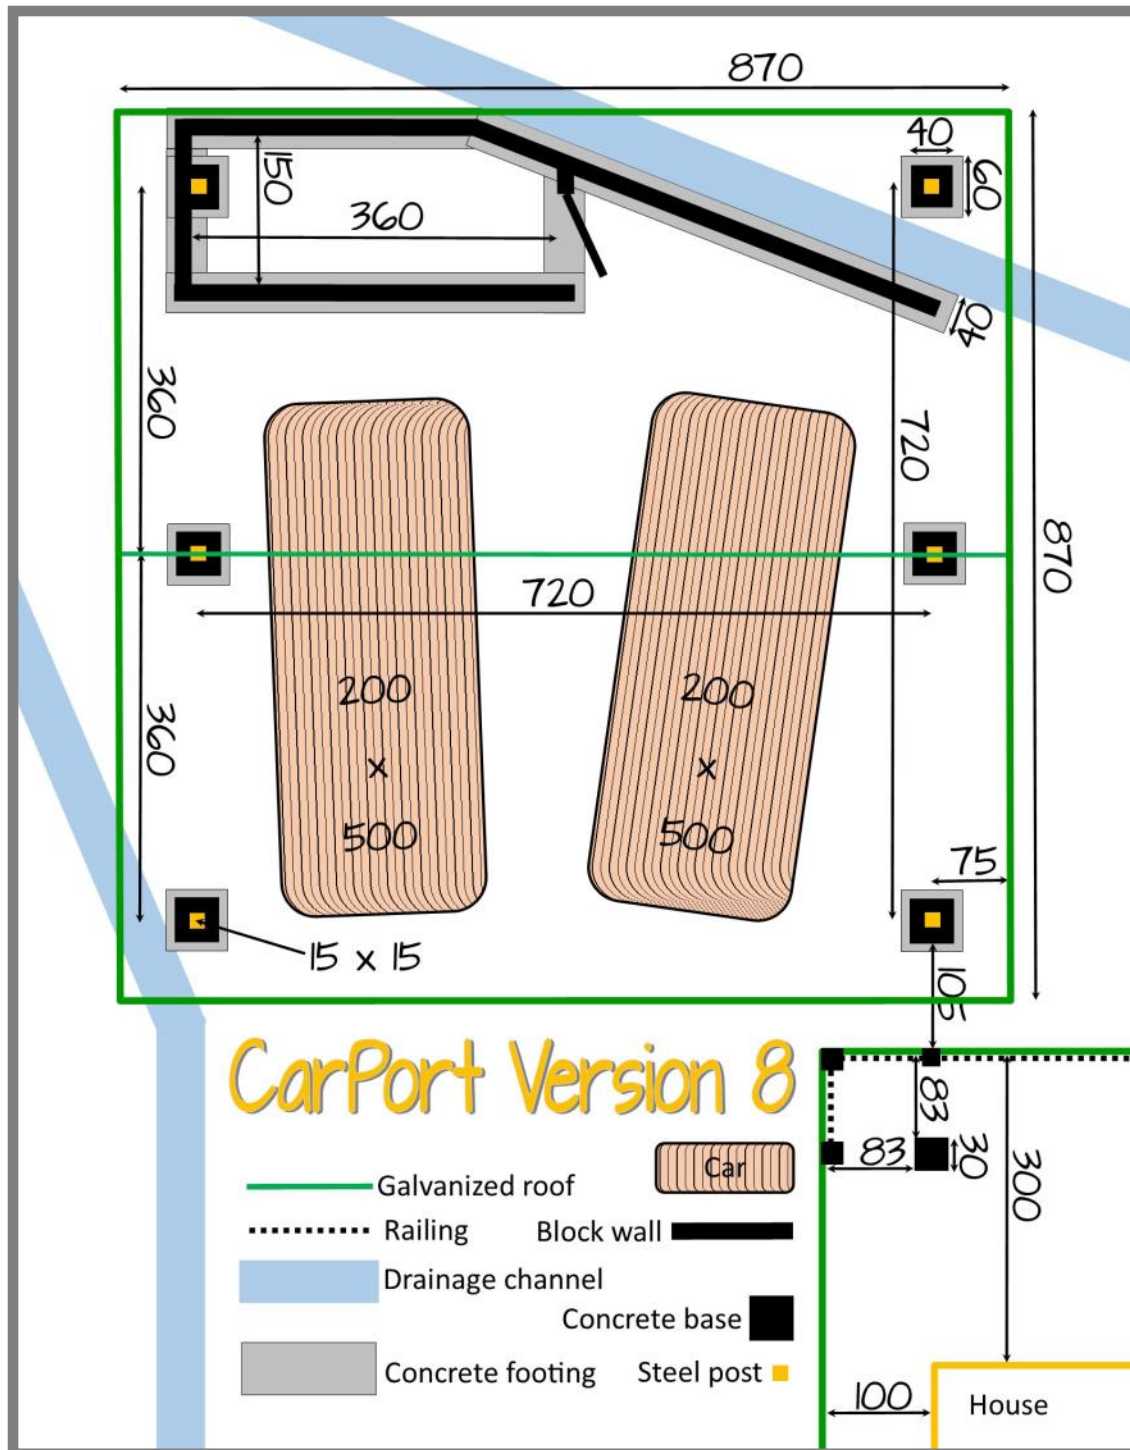 870
40
60
150
360
40
360
720
870
720
200
x
500
200
x
500
360
75
15 x 15
105
CarPort Version 8
83
83
30
300
Car
Galvanized roof
Railing
Block wall
Drainage channel
Concrete base
Concrete footing
Steel post
100
House